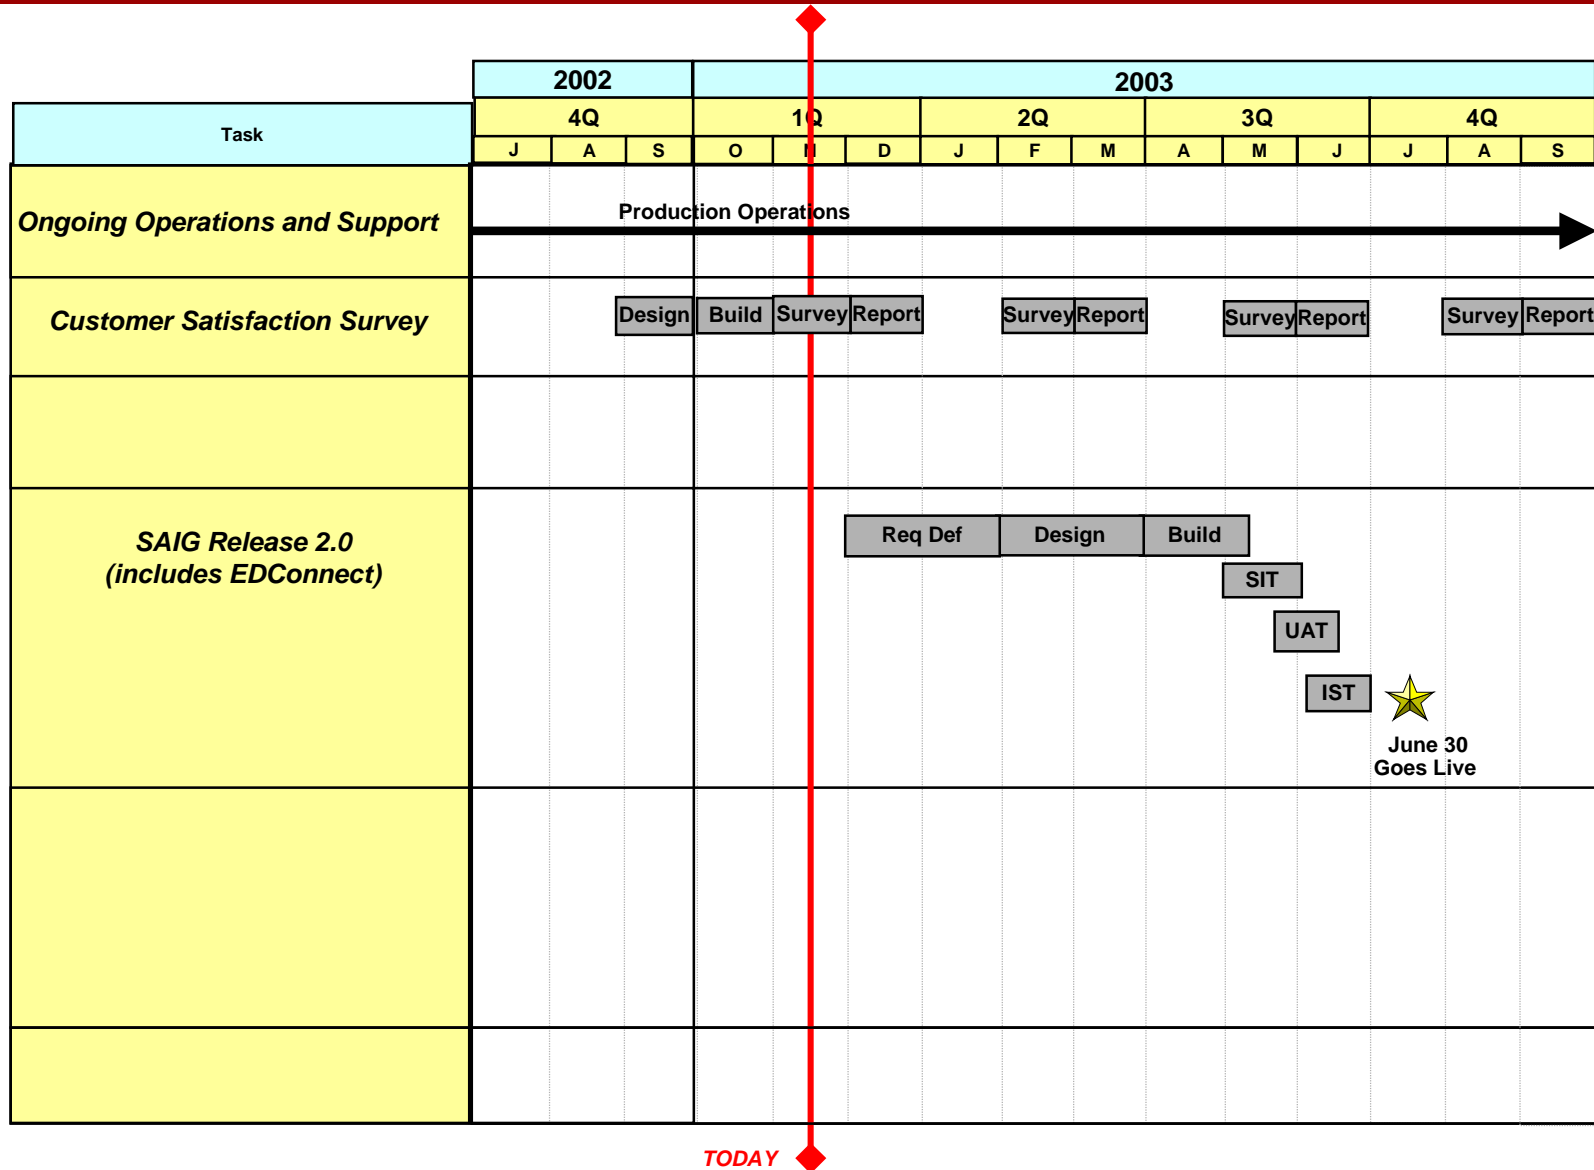 2002 2003
Task
4Q 1Q 2Q 3Q 4Q
J A S O N D J F M A M J J A S
Ongoing Operations and Support
Production Operations
Customer Satisfaction Survey
Design Build Survey Report Survey Report Survey Report Survey Report
SAIG Release 2.0
(includes EDConnect)
Req Def Design Build
SIT
UAT
IST
June 30
Goes Live
TODAY